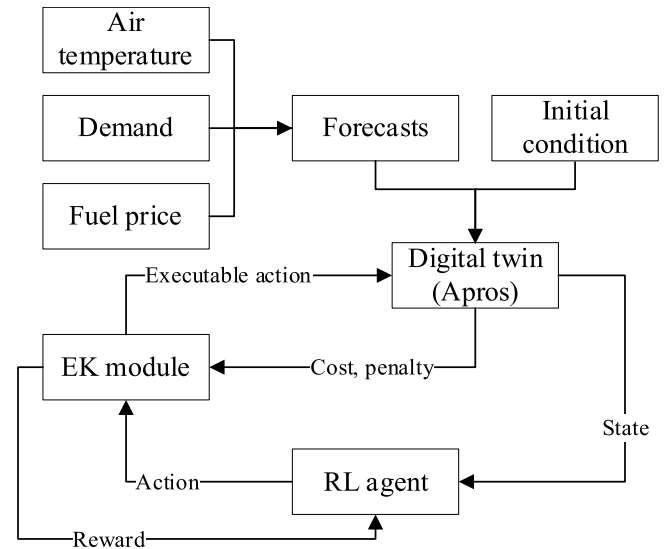 Air
temperature
Demand
Forecasts
Initial
condition
Fuel price
Executable action
Digital twin
(Apros)
EK module
Cost, penalty
State
Action
RL agent
Reward